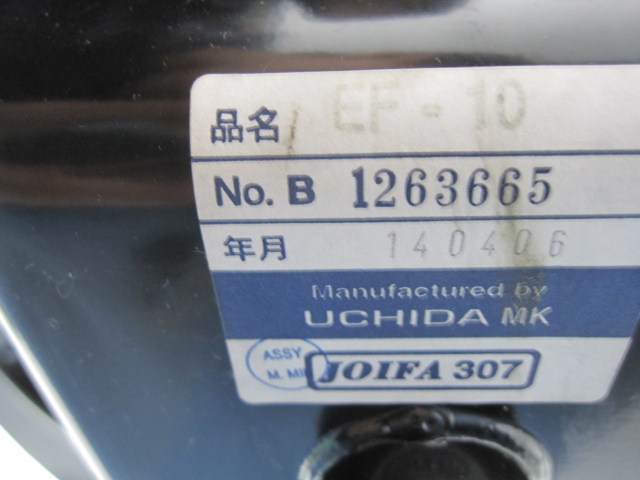 品名 EF-10
No. B 1263665
年月 140406
Manufactured by
UCHIDA MK
ASSY
JOIFA 307